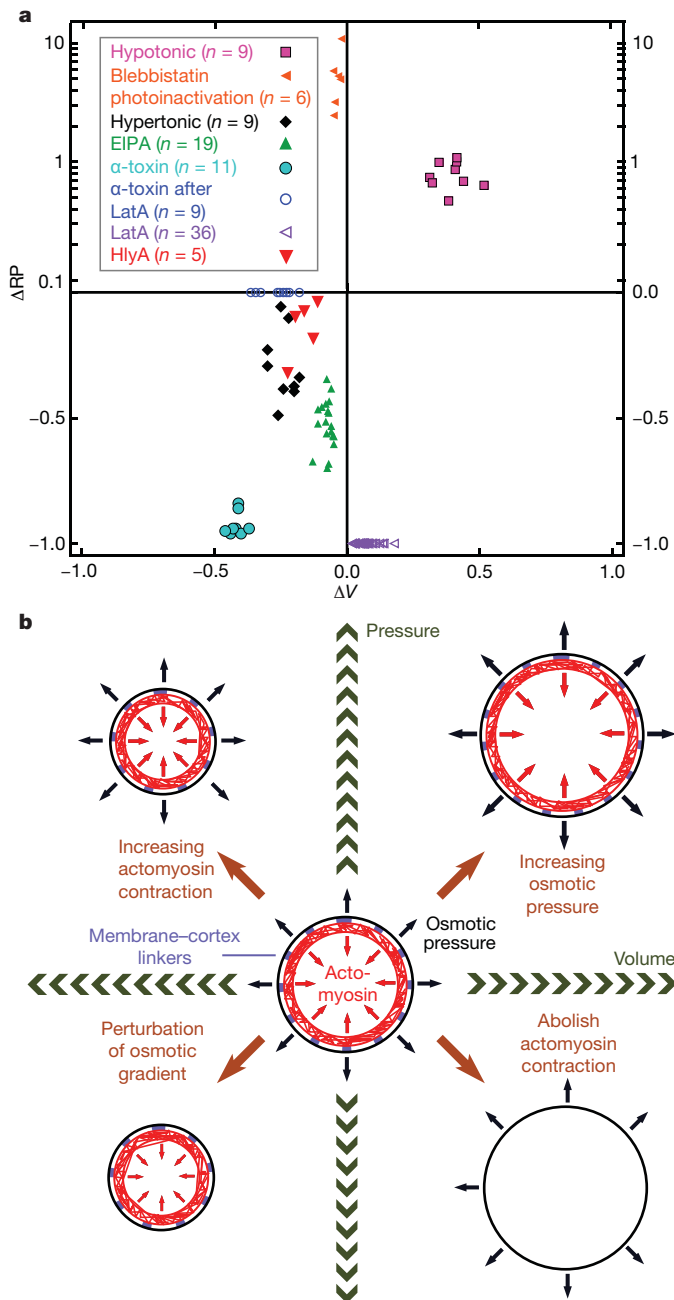 a
10
1
0.1
−0.5
−1.0
ΔRP
Hypotonic (n = 9)
Blebbistatin
photoinactivation (n = 6)
Hypertonic (n = 9)
EIPA (n = 19)
α-toxin (n = 11)
α-toxin after
LatA (n = 9)
LatA (n = 36)
HlyA (n = 5)
10
1
0.1
0.0
−0.5
−1.0
−1.0
−0.5
0.0
0.5
1.0
ΔV
b
Pressure
Increasing
actomyosin
contraction
Increasing
osmotic
pressure
Membrane–cortex
linkers
Osmotic
pressure
Acto-
myosin
Volume
Perturbation
of osmotic
gradient
Abolish
actomyosin
contraction